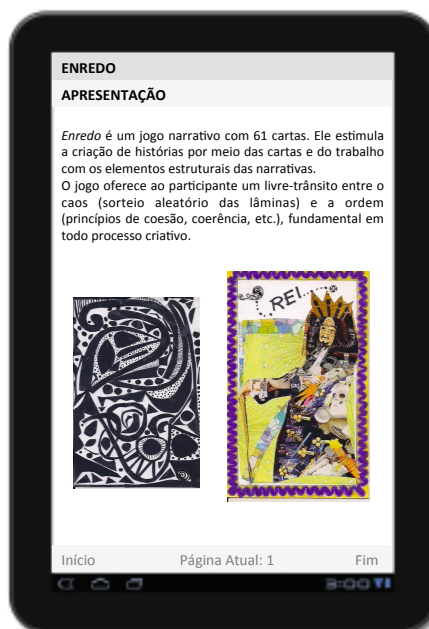 ENREDO
APRESENTAÇÃO
Enredo é um jogo narrativo com 61 cartas. Ele estimula
a criação de histórias por meio das cartas e do trabalho
com os elementos estruturais das narrativas.
O jogo oferece ao participante um livre-trânsito entre o
caos (sorteio aleatório das lâminas) e a ordem
(princípios de coesão, coerência, etc.), fundamental em
todo processo criativo.
REI...
Início Página Atual: 1 Fim
3:00